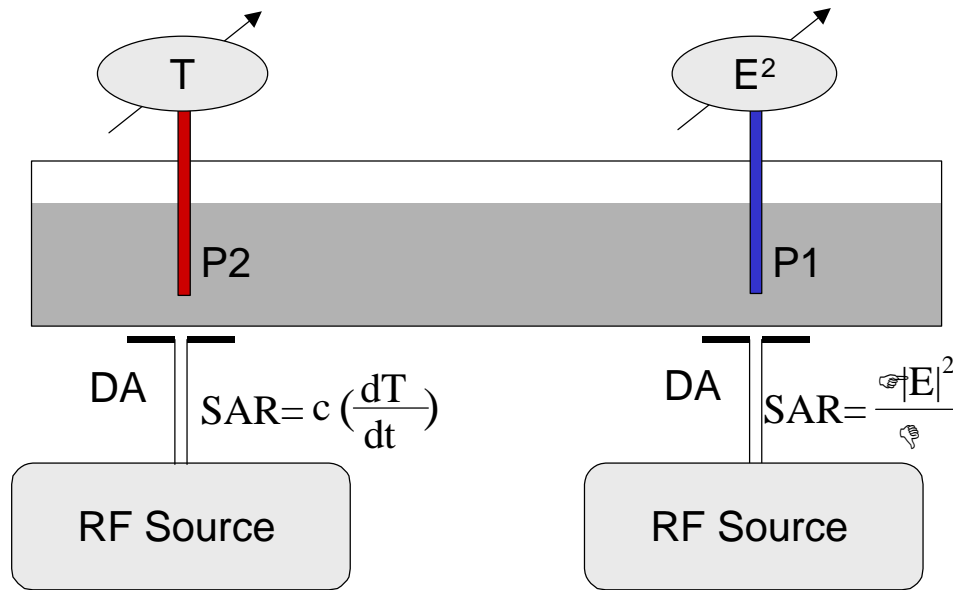 T
E²
P2
P1
DA
SAR= c (dT/dt)
DA
SAR= ☞|E|²/👎
RF Source
RF Source